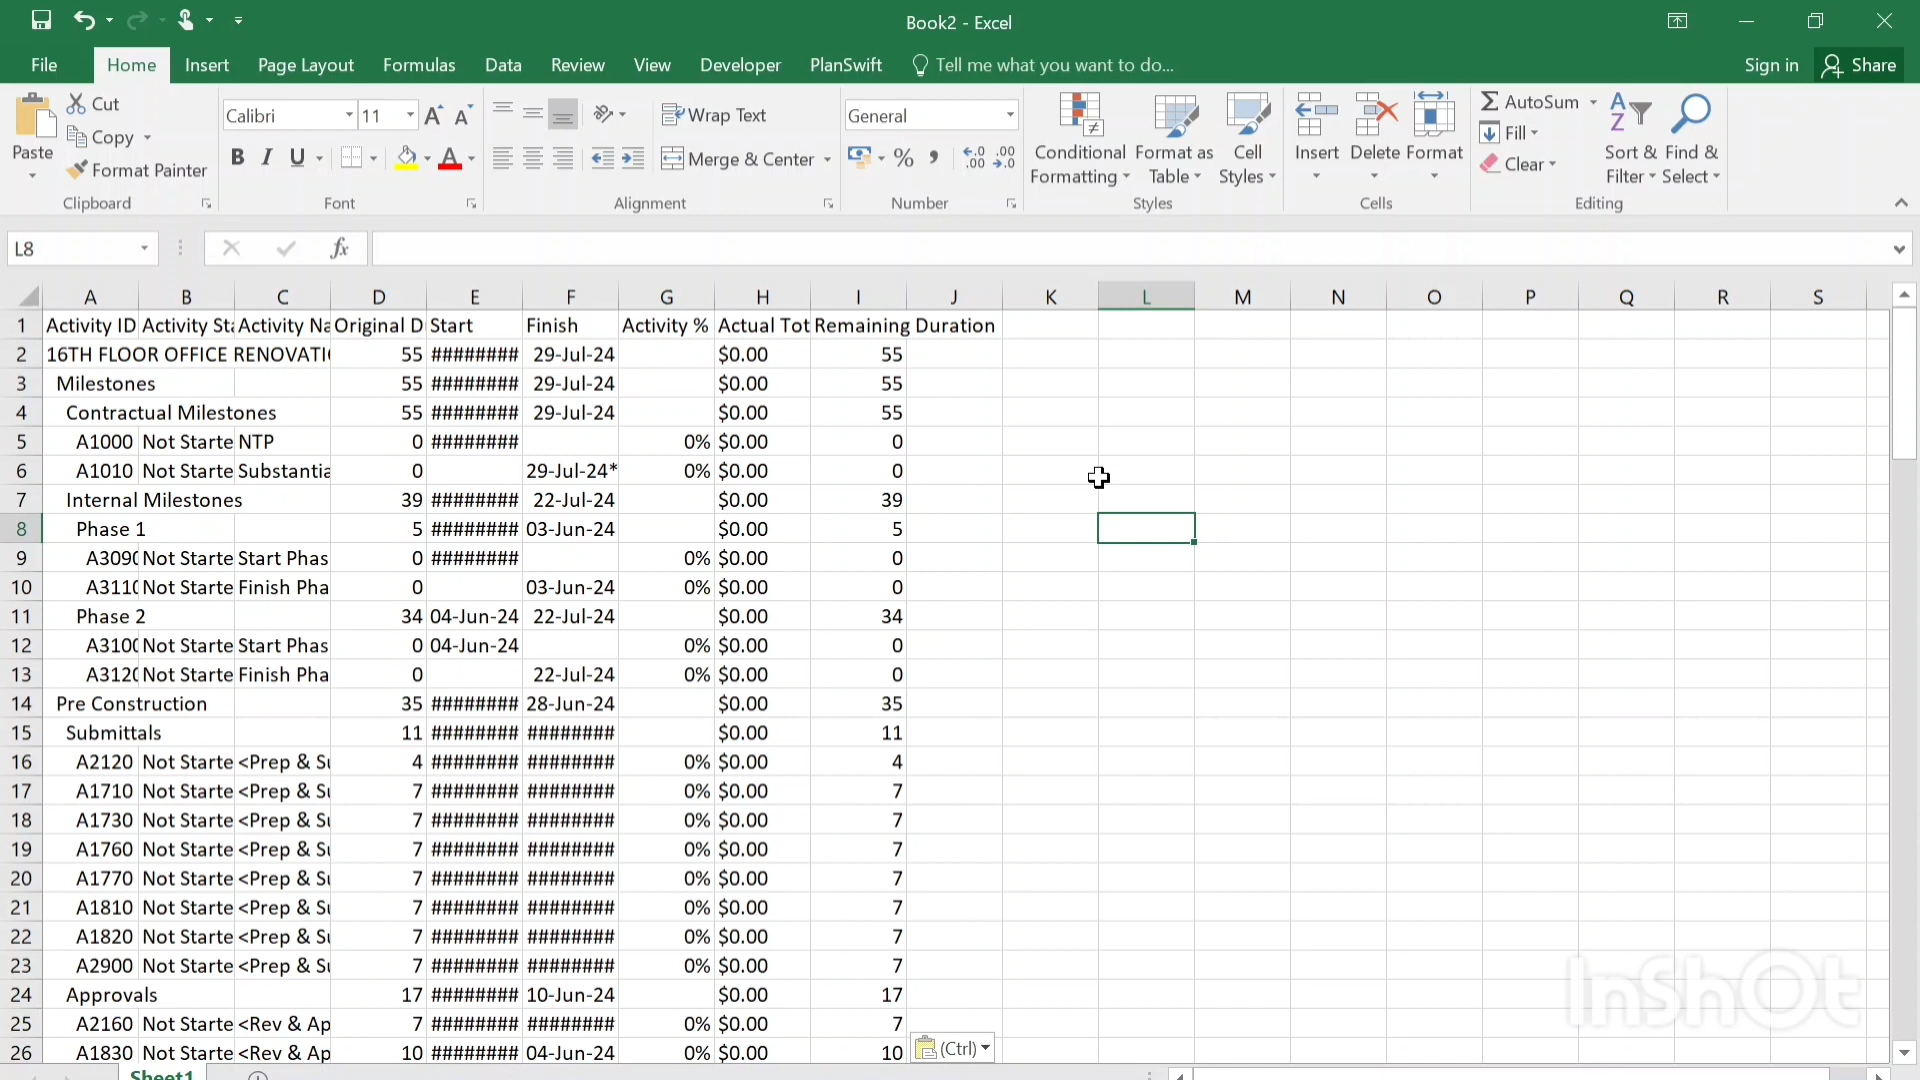 Book2 - Excel
File Home Insert Page Layout Formulas Data Review View Developer PlanSwift Tell me what you want to do... Sign in Share
Cut
Copy
Format Painter
Paste
Clipboard
Calibri 11
B I U A
Font
Wrap Text
Merge & Center
Alignment
General
% ,
Number
Conditional Formatting
Format as Table
Cell Styles
Styles
Insert Delete Format
Cells
AutoSum
Fill
Clear
Sort & Filter
Find & Select
Editing
L8 fx
A B C D E F G H I J K L M N O P Q R S
1 Activity ID Activity Sta Activity Na Original D Start Finish Activity % Actual Tot Remaining Duration
2 16TH FLOOR OFFICE RENOVATI 55 ######## 29-Jul-24 $0.00 55
3 Milestones 55 ######## 29-Jul-24 $0.00 55
4 Contractual Milestones 55 ######## 29-Jul-24 $0.00 55
5 A1000 Not Starte NTP 0 ######## 0% $0.00 0
6 A1010 Not Starte Substantia 0 29-Jul-24* 0% $0.00 0
7 Internal Milestones 39 ######## 22-Jul-24 $0.00 39
8 Phase 1 5 ######## 03-Jun-24 $0.00 5
9 A3090 Not Starte Start Phas 0 ######## 0% $0.00 0
10 A3110 Not Starte Finish Pha 0 03-Jun-24 0% $0.00 0
11 Phase 2 34 04-Jun-24 22-Jul-24 $0.00 34
12 A3100 Not Starte Start Phas 0 04-Jun-24 0% $0.00 0
13 A3120 Not Starte Finish Pha 0 22-Jul-24 0% $0.00 0
14 Pre Construction 35 ######## 28-Jun-24 $0.00 35
15 Submittals 11 ######## ######## $0.00 11
16 A2120 Not Starte <Prep & Su 4 ######## ######## 0% $0.00 4
17 A1710 Not Starte <Prep & Su 7 ######## ######## 0% $0.00 7
18 A1730 Not Starte <Prep & Su 7 ######## ######## 0% $0.00 7
19 A1760 Not Starte <Prep & Su 7 ######## ######## 0% $0.00 7
20 A1770 Not Starte <Prep & Su 7 ######## ######## 0% $0.00 7
21 A1810 Not Starte <Prep & Su 7 ######## ######## 0% $0.00 7
22 A1820 Not Starte <Prep & Su 7 ######## ######## 0% $0.00 7
23 A2900 Not Starte <Prep & Su 7 ######## ######## 0% $0.00 7
24 Approvals 17 ######## 10-Jun-24 $0.00 17
25 A2160 Not Starte <Rev & Ap 7 ######## ######## 0% $0.00 7
26 A1830 Not Starte <Rev & Ap 10 ######## 04-Jun-24 0% $0.00 10
(Ctrl)
Sheet1
InShOt